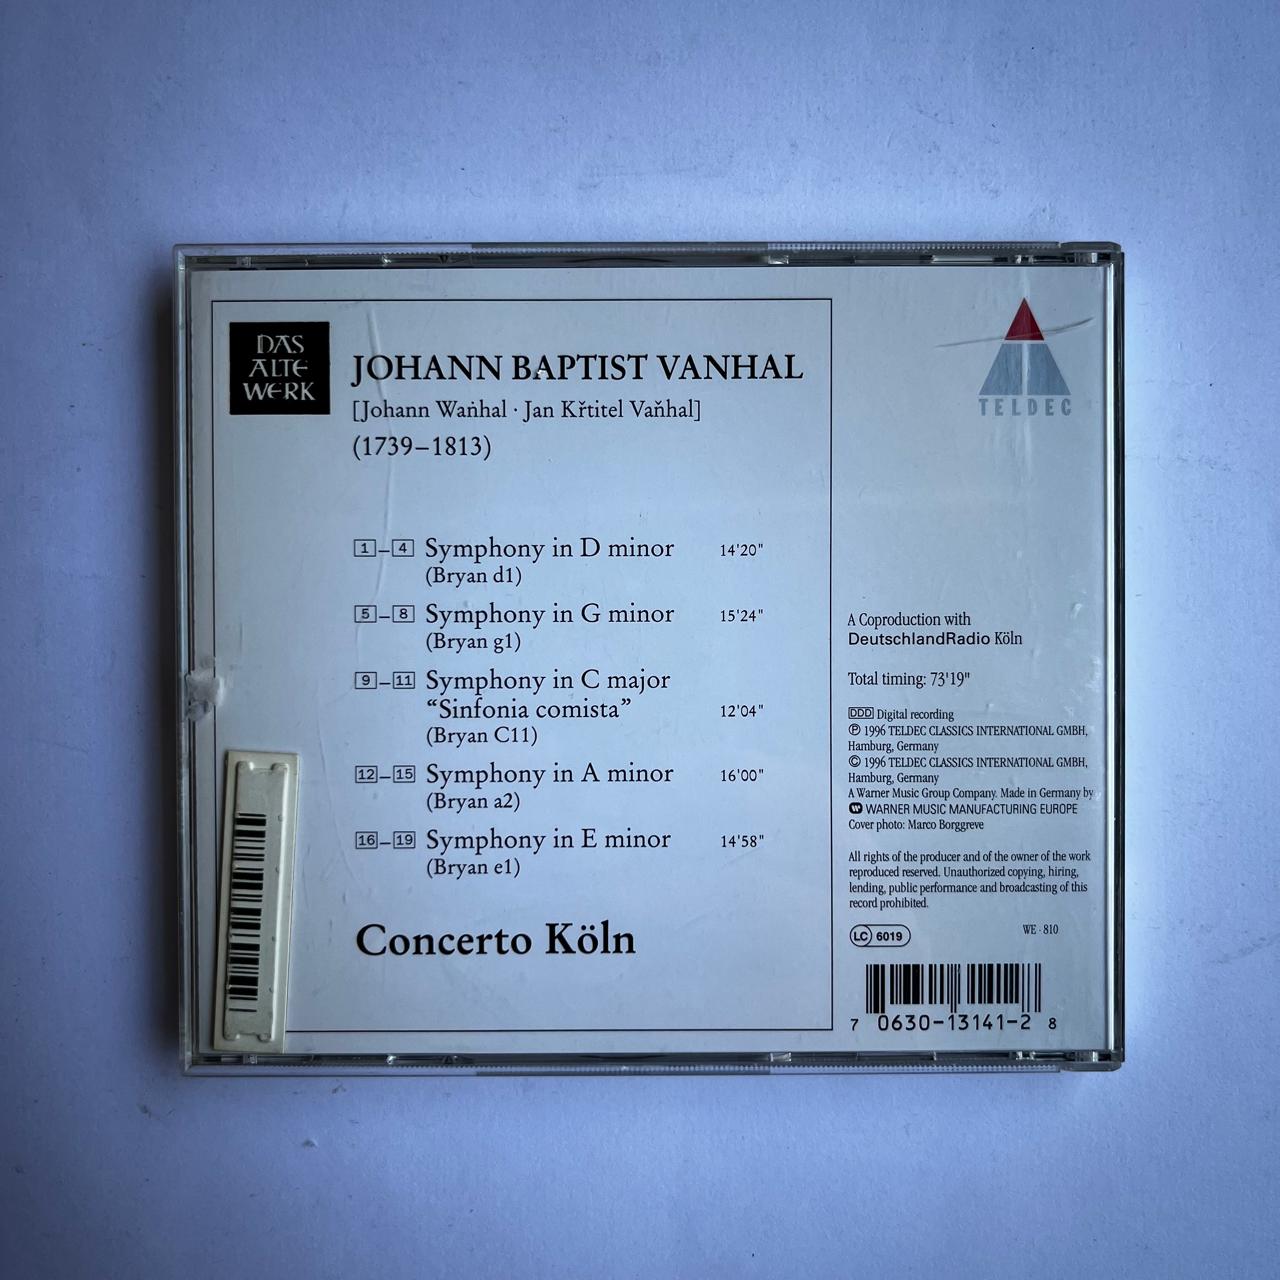 DAS
ALTE
WERK
JOHANN BAPTIST VANHAL
[Johann Waṅhal · Jan Křtitel Vaňhal]
(1739–1813)
1–4 Symphony in D minor 14'20"
(Bryan d1)
5–8 Symphony in G minor 15'24"
(Bryan g1)
9–11 Symphony in C major
“Sinfonia comista” 12'04"
(Bryan C11)
12–15 Symphony in A minor 16'00"
(Bryan a2)
16–19 Symphony in E minor 14'58"
(Bryan e1)
Concerto Köln
TELDEC
A Coproduction with
DeutschlandRadio Köln
Total timing: 73'19"
DDD Digital recording
℗ 1996 TELDEC CLASSICS INTERNATIONAL GMBH,
Hamburg, Germany
© 1996 TELDEC CLASSICS INTERNATIONAL GMBH,
Hamburg, Germany
A Warner Music Group Company. Made in Germany by
WARNER MUSIC MANUFACTURING EUROPE
Cover photo: Marco Borggreve
All rights of the producer and of the owner of the work
reproduced reserved. Unauthorized copying, hiring,
lending, public performance and broadcasting of this
record prohibited.
LC 6019
WE · 810
7 0630-13141-2 8